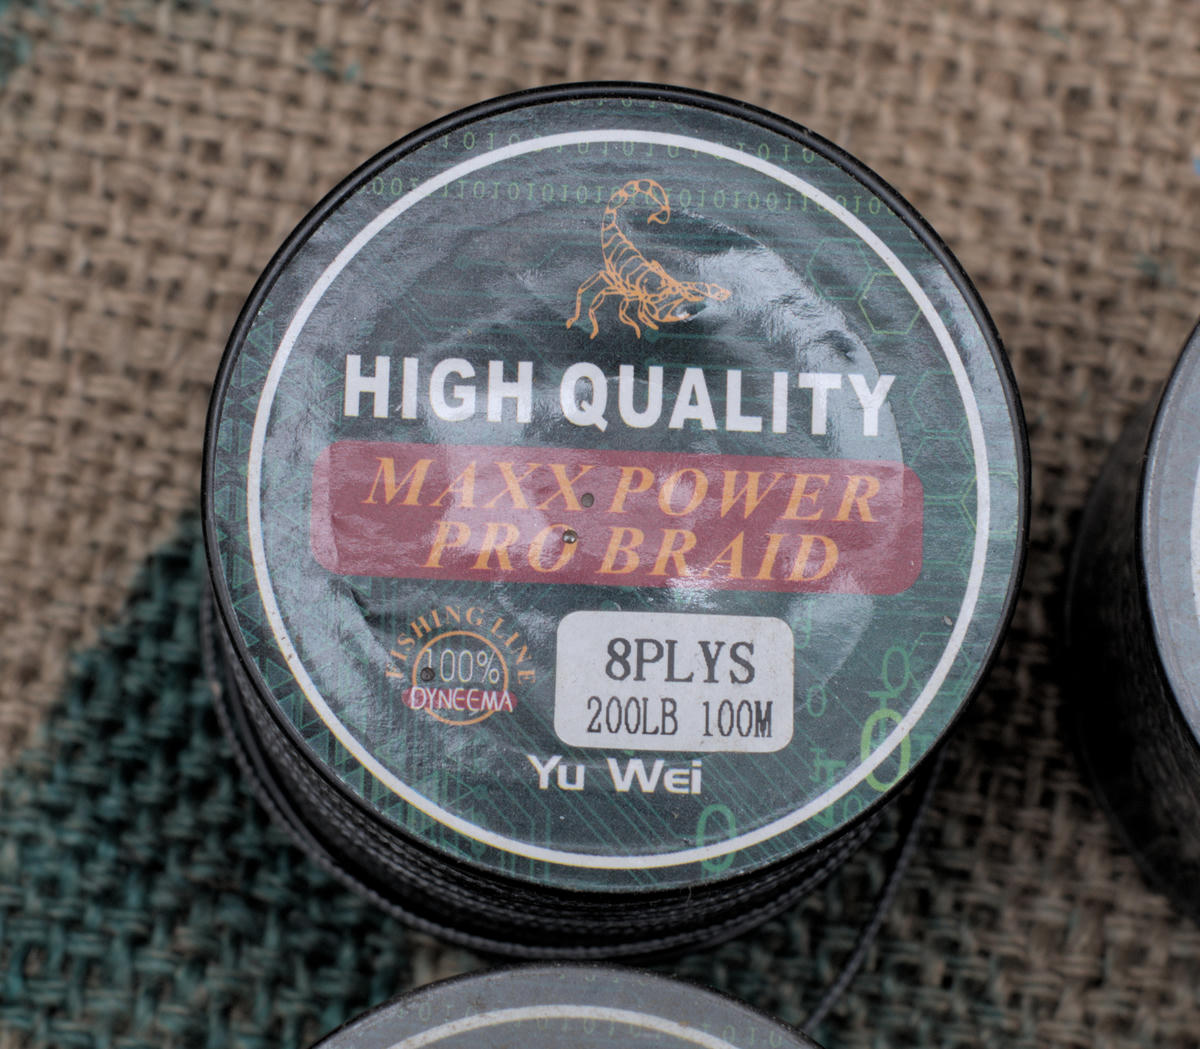 HIGH QUALITY
MAXX POWER
PRO BRAID
FISHING LINE
100%
DYNEEMA
8PLYS
200LB 100M
Yu Wei